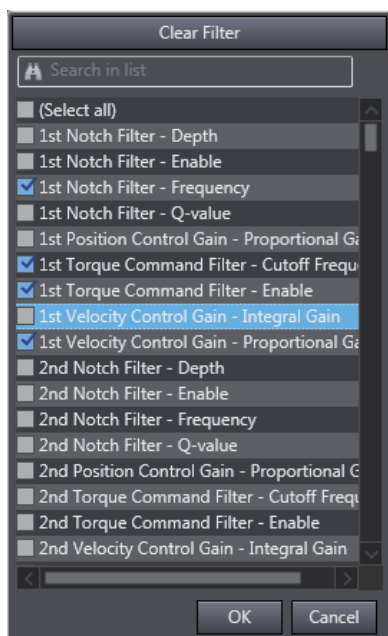 Clear Filter
Search in list
(Select all)
1st Notch Filter - Depth
1st Notch Filter - Enable
1st Notch Filter - Frequency
1st Notch Filter - Q-value
1st Position Control Gain - Proportional Ga
1st Torque Command Filter - Cutoff Freque
1st Torque Command Filter - Enable
1st Velocity Control Gain - Integral Gain
1st Velocity Control Gain - Proportional Ga
2nd Notch Filter - Depth
2nd Notch Filter - Enable
2nd Notch Filter - Frequency
2nd Notch Filter - Q-value
2nd Position Control Gain - Proportional G
2nd Torque Command Filter - Cutoff Frequ
2nd Torque Command Filter - Enable
2nd Velocity Control Gain - Integral Gain
OK Cancel